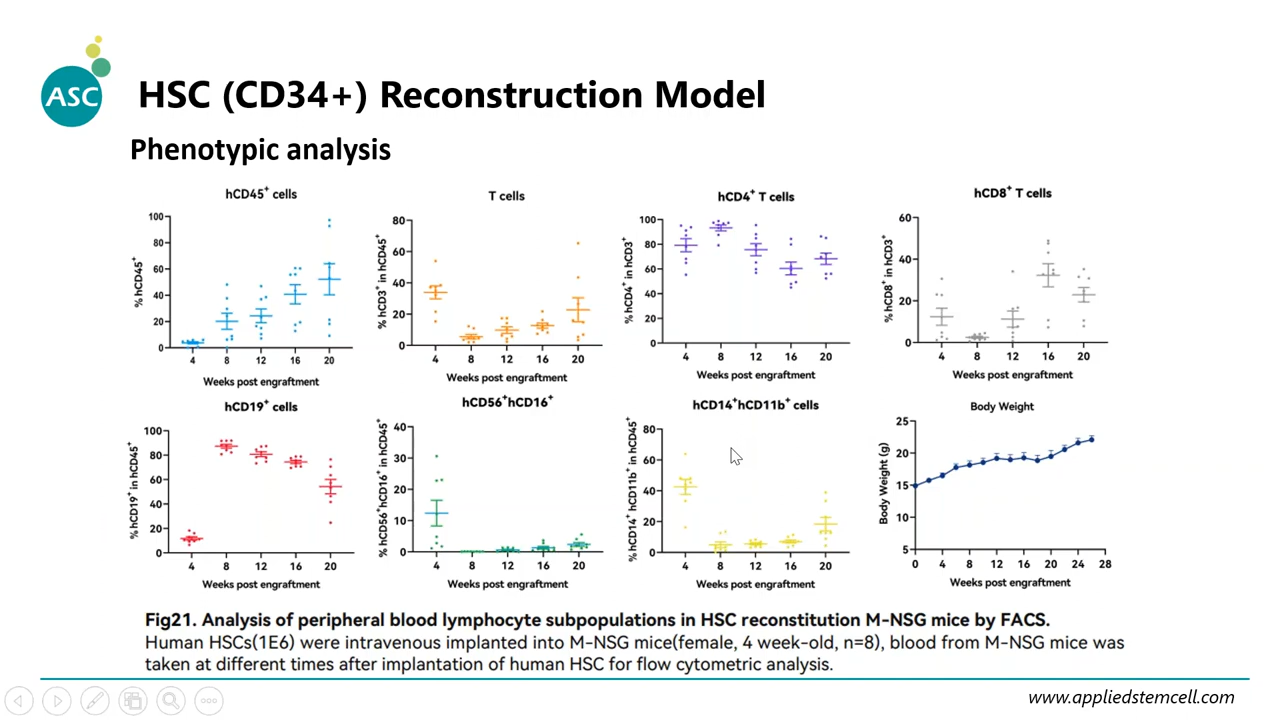 ASC
HSC (CD34+) Reconstruction Model
Phenotypic analysis
hCD45+ cells
% hCD45+
100
80
60
40
20
0
4 8 12 16 20
Weeks post engraftment
T cells
% hCD3+ in hCD45+
80
60
40
20
0
4 8 12 16 20
Weeks post engraftment
hCD4+ T cells
% hCD4+ in hCD3+
100
80
60
40
20
0
4 8 12 16 20
Weeks post engraftment
hCD8+ T cells
%hCD8+ in hCD3+
60
40
20
0
4 8 12 16 20
Weeks post engraftment
hCD19+ cells
% hCD19+ in hCD45+
100
80
60
40
20
0
4 8 12 16 20
Weeks post engraftment
hCD56+hCD16+
% hCD56+hCD16+ in hCD45+
40
30
20
10
0
4 8 12 16 20
Weeks post engraftment
hCD14+hCD11b+ cells
% hCD14+ hCD11b+ in hCD45+
80
60
40
20
0
4 8 12 16 20
Weeks post engraftment
Body Weight
Body Weight (g)
25
20
15
10
5
0 4 8 12 16 20 24 28
Weeks post engraftment
Fig21. Analysis of peripheral blood lymphocyte subpopulations in HSC reconstitution M-NSG mice by FACS.
Human HSCs(1E6) were intravenous implanted into M-NSG mice(female, 4 week-old, n=8), blood from M-NSG mice was
taken at different times after implantation of human HSC for flow cytometric analysis.
www.appliedstemcell.com